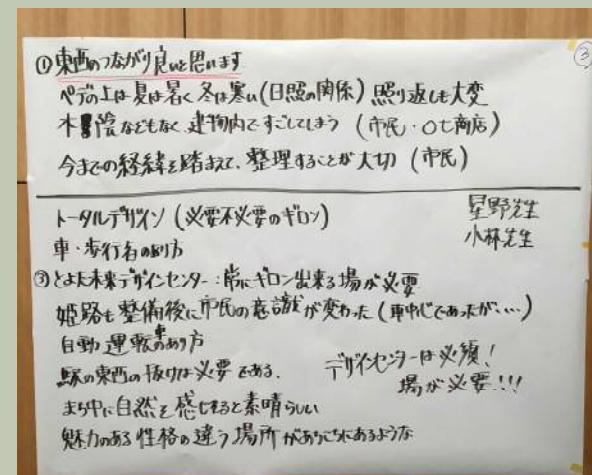 ③
①東西のつながり良いと思います
ペデの上は夏は暑く冬は寒い(日照の関係) 照り返しも大変
木陰などもなく建物内ですごしてしまう (市民・〇七商店)
今までの経緯を踏まえて、整理することが大切 (市民)
トータルデザイン (必要不必要のギロン)
星野先生
車・歩行者のあり方
小林先生
③とよた未来デザインセンター:常にギロン出来る場が必要
姫路も整備後に市民の意識が変わった (車中心であったが…)
自動運転車のあり方
駅の東西の抜けは必要である.
デザインセンターは必須!
場が必要!!!
まち中に自然を感じれると素晴らしい
魅力のある性格の違う場所があちこちにあるような